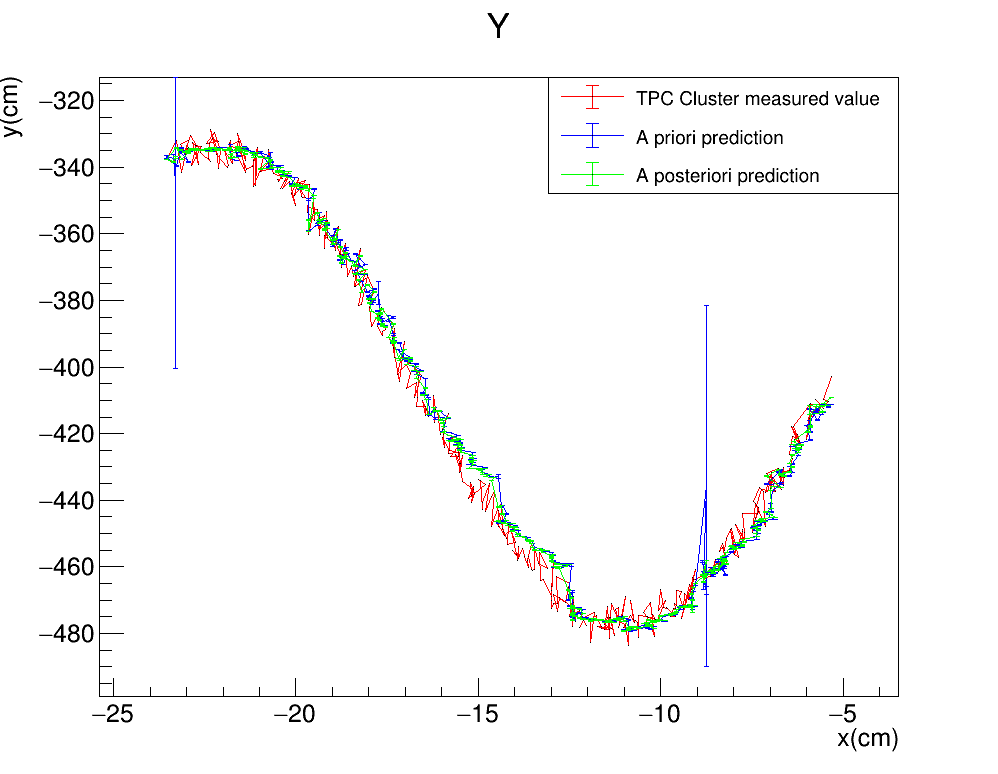 Y
y(cm)
−320
−340
−360
−380
−400
−420
−440
−460
−480
TPC Cluster measured value
A priori prediction
A posteriori prediction
−25 −20 −15 −10 −5
x(cm)